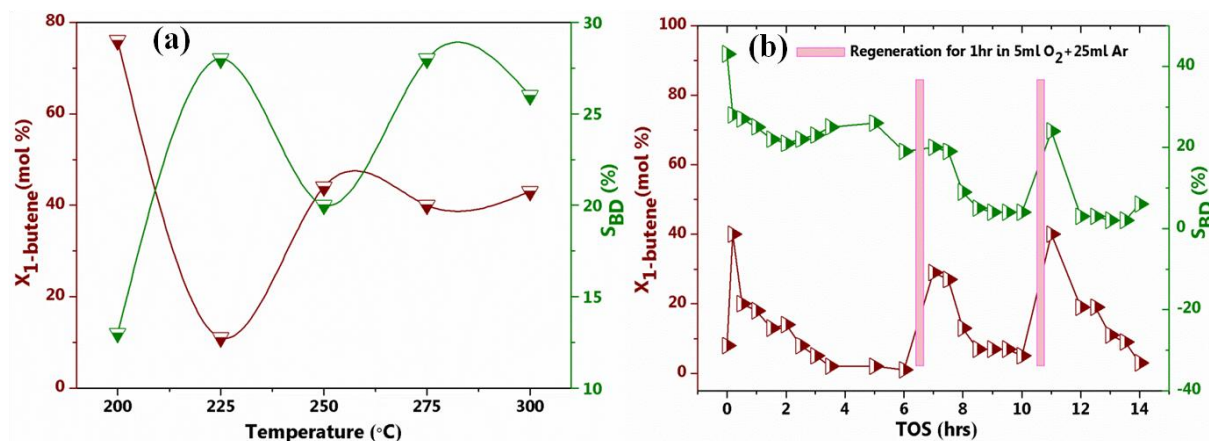 (a)
X1-butene(mol %)
80
60
40
20
0
200 225 250 275 300
Temperature (°C)
30
25
20
15
10
SBD (%)
(b)
Regeneration for 1hr in 5ml O2+25ml Ar
X1-butene(mol %)
100
80
60
40
20
0
0 2 4 6 8 10 12 14
TOS (hrs)
40
20
0
-20
-40
SBD (%)